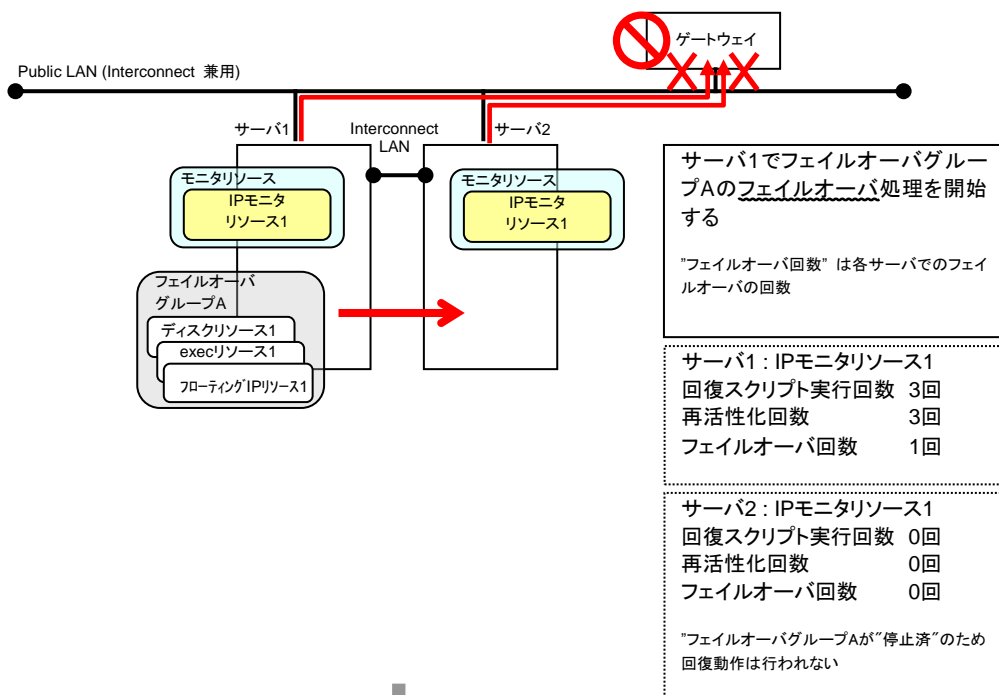 ゲートウェイ
Public LAN (Interconnect 兼用)
サーバ1
Interconnect
LAN
サーバ2
モニタリソース
IPモニタ
リソース1
モニタリソース
IPモニタ
リソース1
フェイルオーバ
グループA
ディスクリソース1
execリソース1
フローティングIPリソース1
サーバ1でフェイルオーバグルー
プAのフェイルオーバ処理を開始
する
"フェイルオーバ回数" は各サーバでのフェイ
ルオーバの回数
サーバ1 : IPモニタリソース1
回復スクリプト実行回数 3回
再活性化回数 3回
フェイルオーバ回数 1回
サーバ2 : IPモニタリソース1
回復スクリプト実行回数 0回
再活性化回数 0回
フェイルオーバ回数 0回
"フェイルオーバグループAが"停止済"のため
回復動作は行われない